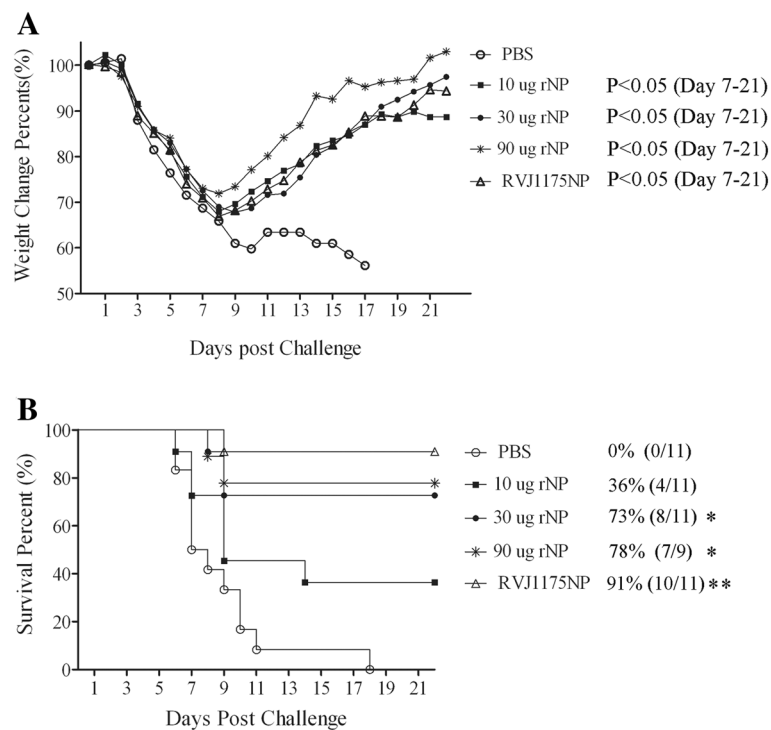 A
PBS
10 ug rNP P<0.05 (Day 7-21)
30 ug rNP P<0.05 (Day 7-21)
90 ug rNP P<0.05 (Day 7-21)
RVJ1175NP P<0.05 (Day 7-21)
Weight Change Percents(%)
100
90
80
70
60
50
1 3 5 7 9 11 13 15 17 19 21
Days post Challenge
B
PBS 0% (0/11)
10 ug rNP 36% (4/11)
30 ug rNP 73% (8/11) *
90 ug rNP 78% (7/9) *
RVJ1175NP 91% (10/11) **
Survival Percent (%)
100
80
60
40
20
0
1 3 5 7 9 11 13 15 17 19 21
Days Post Challenge